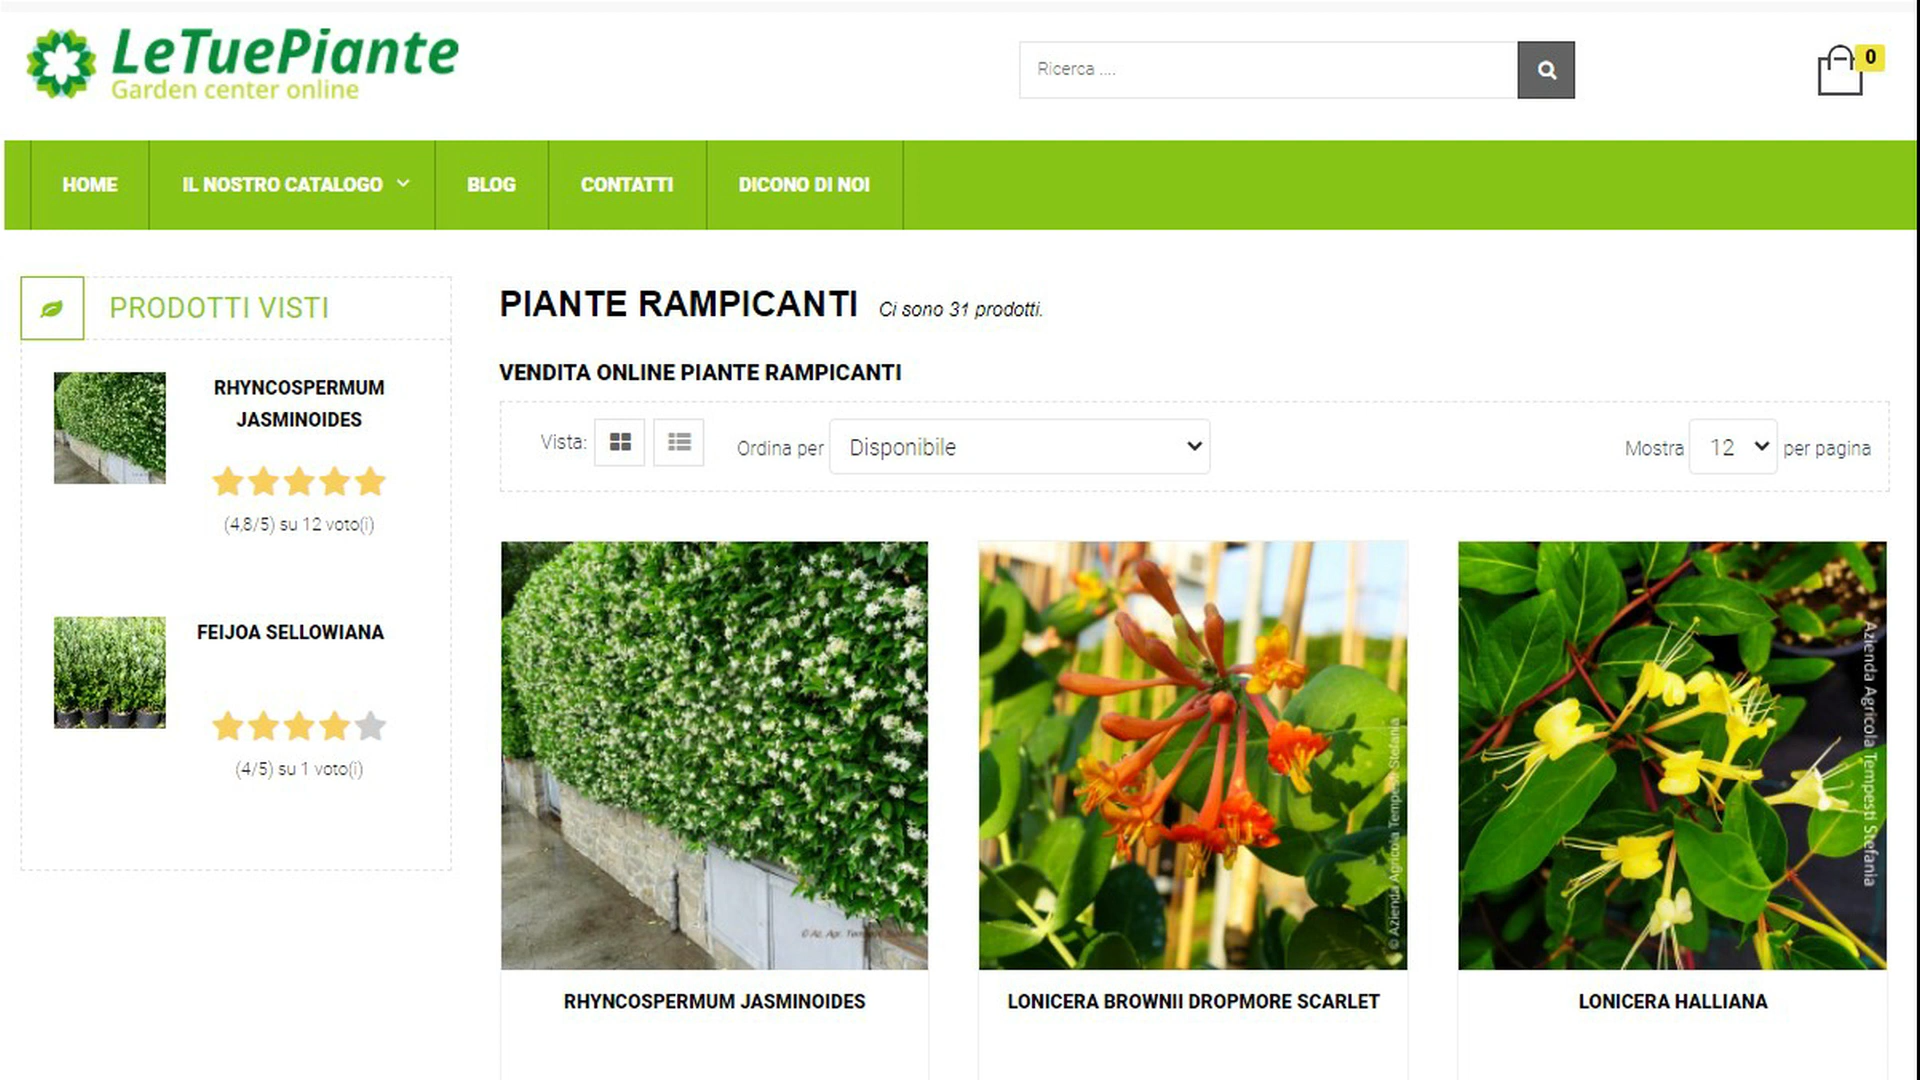 LeTuePiante
Garden center online
Ricerca ....
0
HOME
IL NOSTRO CATALOGO
BLOG
CONTATTI
DICONO DI NOI
PRODOTTI VISTI
RHYNCOSPERMUM
JASMINOIDES
(4,8/5) su 12 voto(i)
FEIJOA SELLOWIANA
(4/5) su 1 voto(i)
PIANTE RAMPICANTI Ci sono 31 prodotti.
VENDITA ONLINE PIANTE RAMPICANTI
Vista:
Ordina per
Disponibile
Mostra
12
per pagina
© Az. Agr.
© Azienda Agricola Tempesti Stefania
Azienda Agricola Tempesti Stefania
RHYNCOSPERMUM JASMINOIDES
LONICERA BROWNII DROPMORE SCARLET
LONICERA HALLIANA